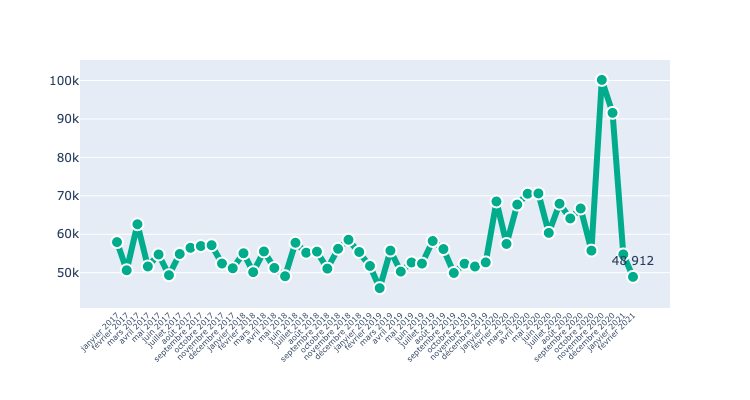 100k
90k
80k
70k
60k
50k
48,912
janvier 2017
février 2017
mars 2017
avril 2017
mai 2017
juin 2017
juillet 2017
août 2017
septembre 2017
octobre 2017
novembre 2017
décembre 2017
janvier 2018
février 2018
mars 2018
avril 2018
mai 2018
juin 2018
juillet 2018
août 2018
septembre 2018
octobre 2018
novembre 2018
décembre 2018
janvier 2019
février 2019
mars 2019
avril 2019
mai 2019
juin 2019
juillet 2019
août 2019
septembre 2019
octobre 2019
novembre 2019
décembre 2019
janvier 2020
février 2020
mars 2020
avril 2020
mai 2020
juin 2020
juillet 2020
août 2020
septembre 2020
octobre 2020
novembre 2020
décembre 2020
janvier 2021
février 2021